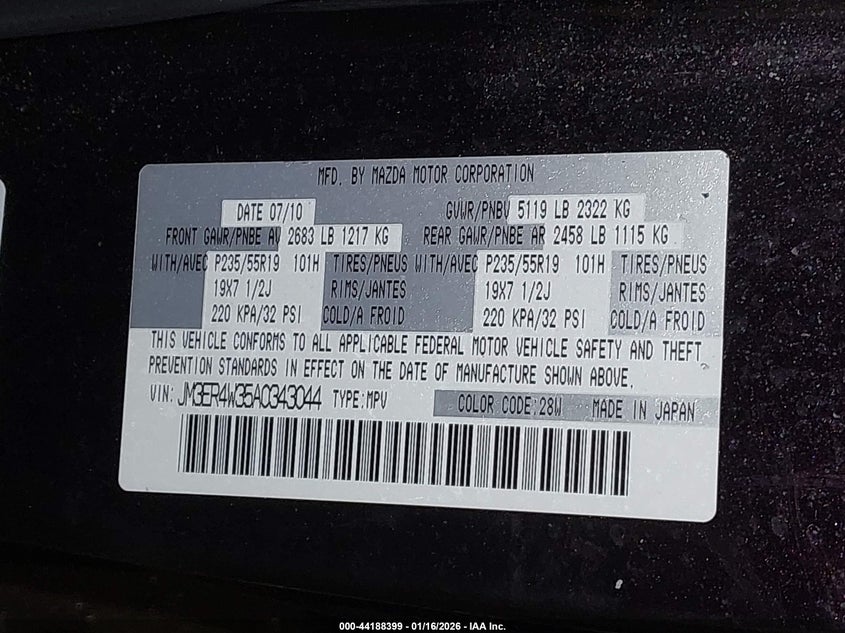 MFD. BY MAZDA MOTOR CORPORATION
DATE 07/10 GVWR/PNBV 5119 LB 2322 KG
FRONT GAWR/PNBE AV 2683 LB 1217 KG REAR GAWR/PNBE AR 2458 LB 1115 KG
WITH/AVEC P235/55R19 101H TIRES/PNEUS WITH/AVEC P235/55R19 101H TIRES/PNEUS
19X7 1/2J RIMS/JANTES 19X7 1/2J RIMS/JANTES
220 KPA/32 PSI COLD/A FROID 220 KPA/32 PSI COLD/A FROID
THIS VEHICLE CONFORMS TO ALL APPLICABLE FEDERAL MOTOR VEHICLE SAFETY AND THEFT
PREVENTION STANDARDS IN EFFECT ON THE DATE OF MANUFACTURE SHOWN ABOVE.
VIN: JM3ER4W35A0343044 TYPE:MPV COLOR CODE:28W MADE IN JAPAN
000-44188399 - 01/16/2026 - IAA Inc.